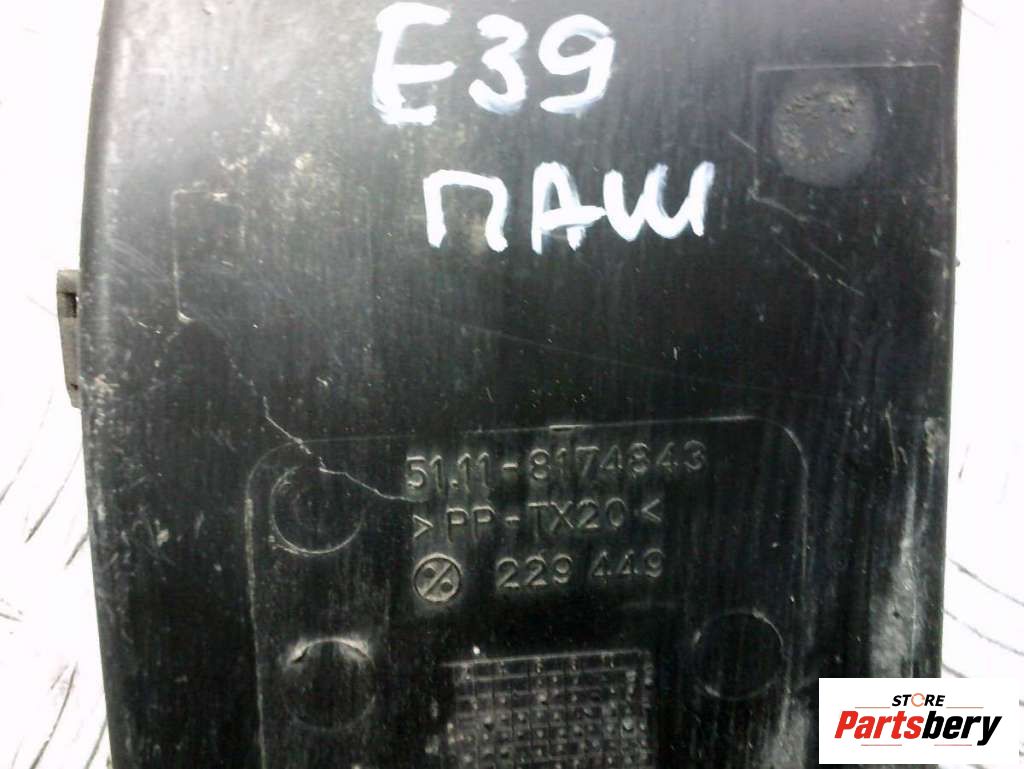 E39
ПАШ
51.11-8174843
>PP-TX20<
229 449
STORE
Partsbery